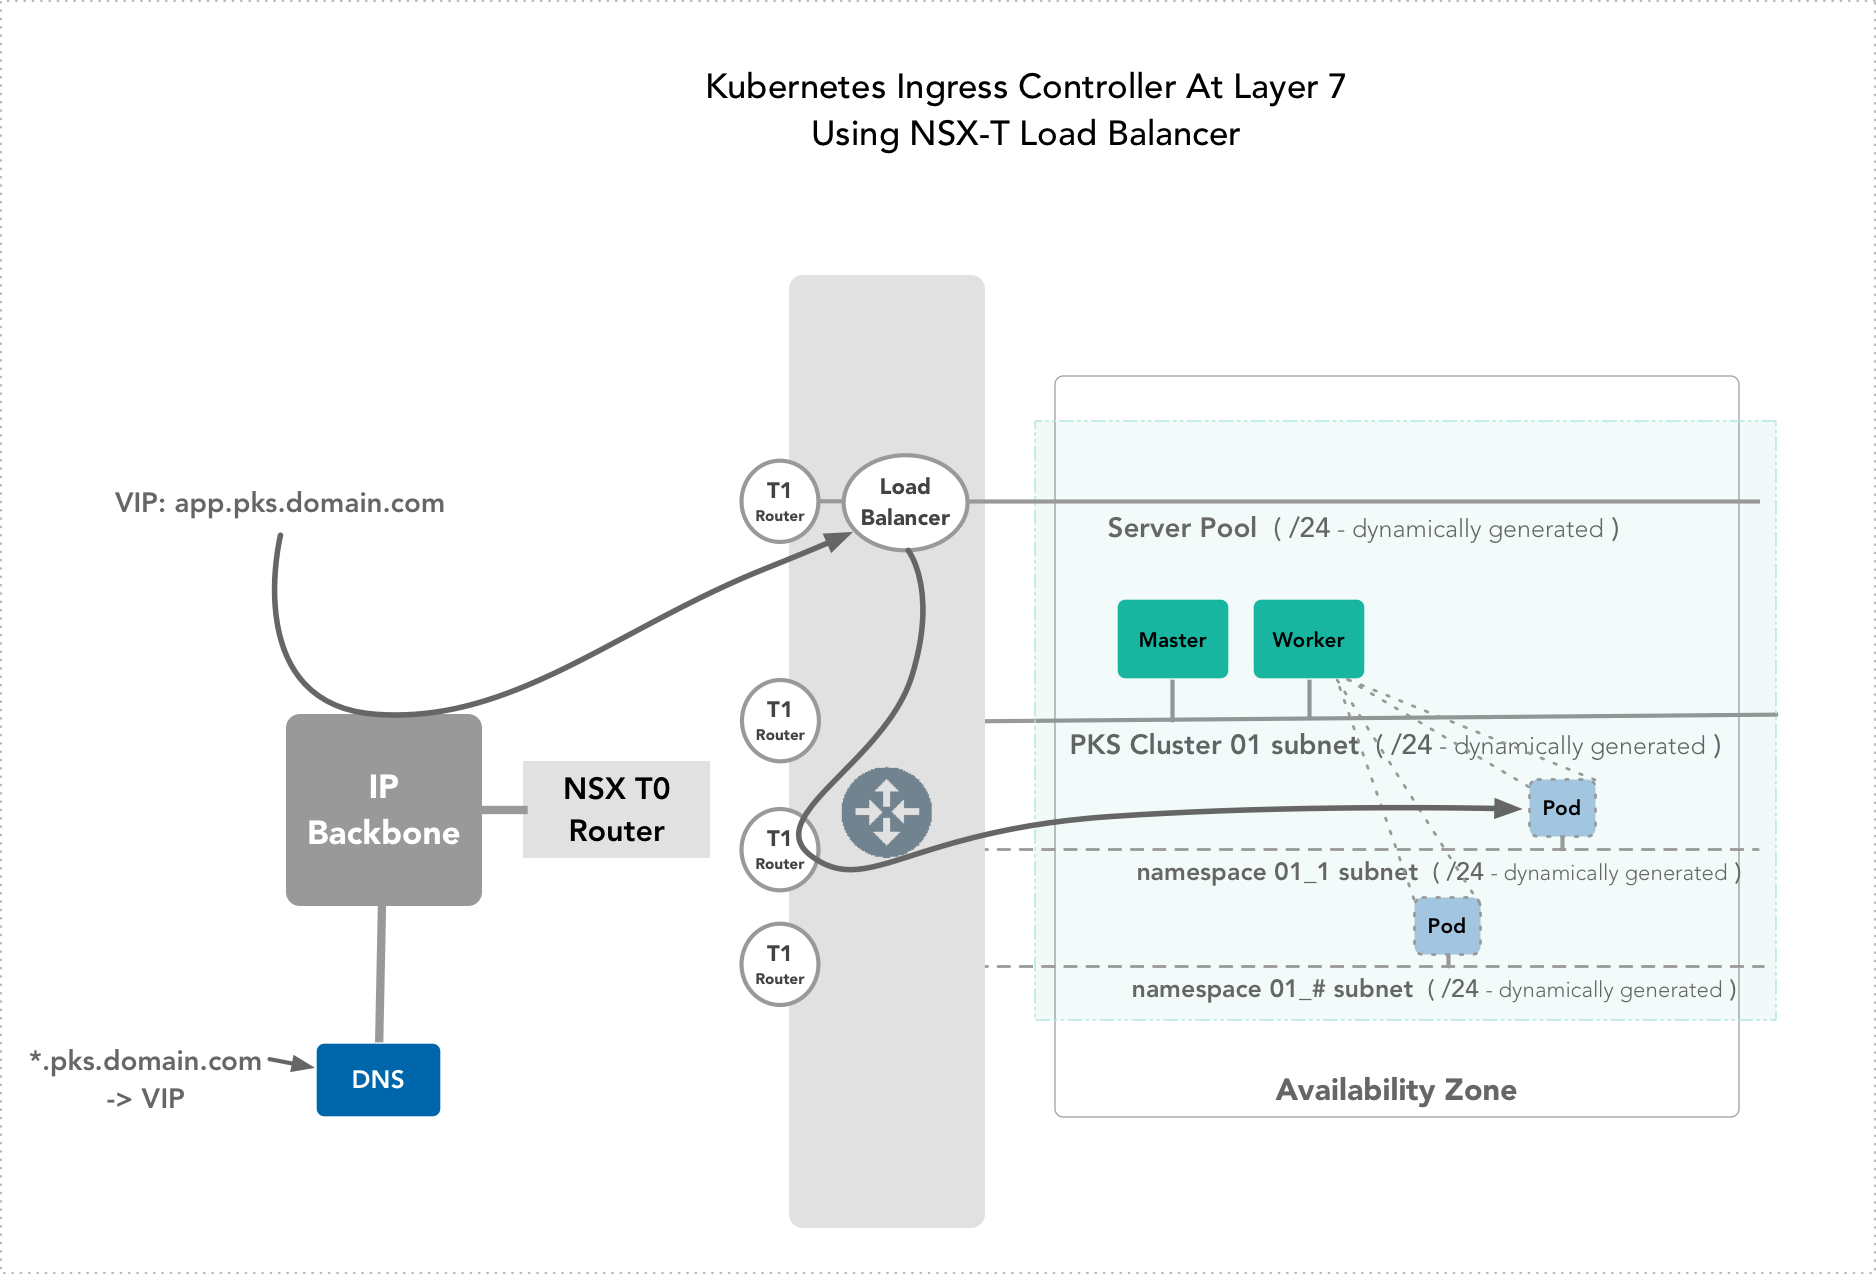 Kubernetes Ingress Controller At Layer 7
Using NSX-T Load Balancer
VIP: app.pks.domain.com
T1
Router
Load
Balancer
Server Pool ( /24 - dynamically generated )
Master
Worker
T1
Router
PKS Cluster 01 subnet ( /24 - dynamically generated )
IP
Backbone
NSX T0
Router
T1
Router
Pod
namespace 01_1 subnet ( /24 - dynamically generated )
Pod
T1
Router
namespace 01_# subnet ( /24 - dynamically generated )
*.pks.domain.com
-> VIP
DNS
Availability Zone